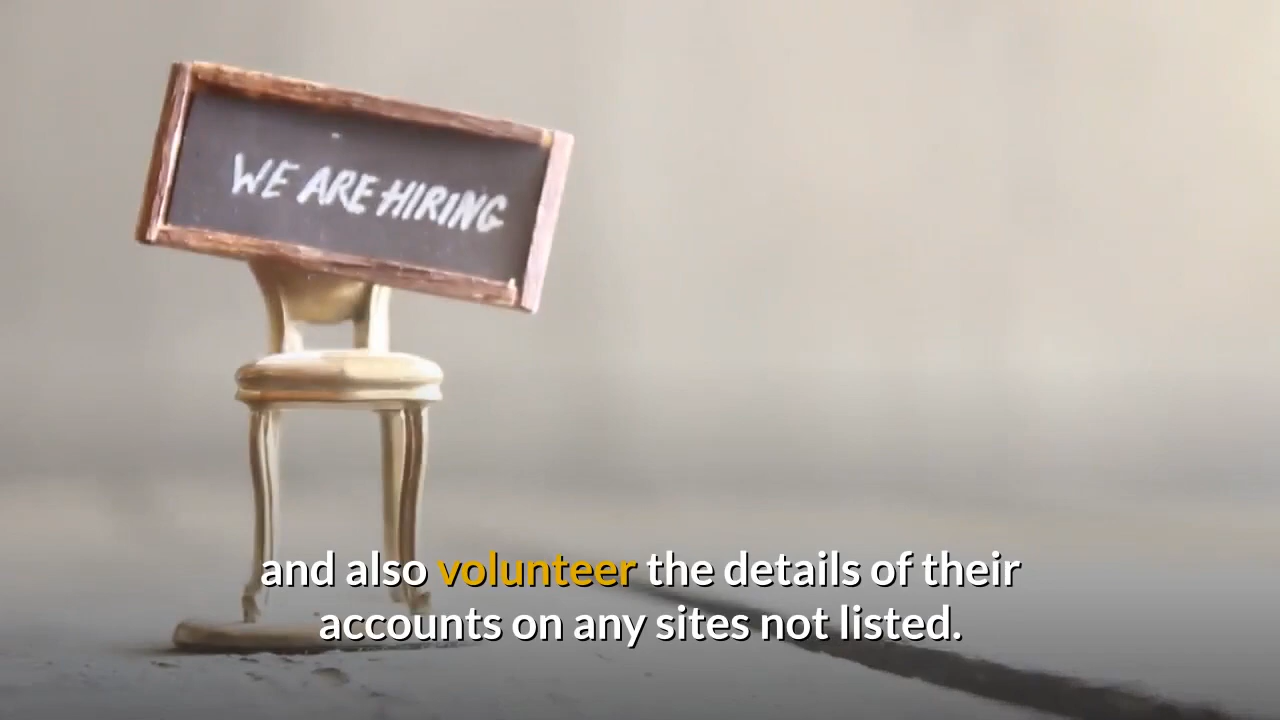 WE ARE HIRING
and also volunteer the details of their
accounts on any sites not listed.